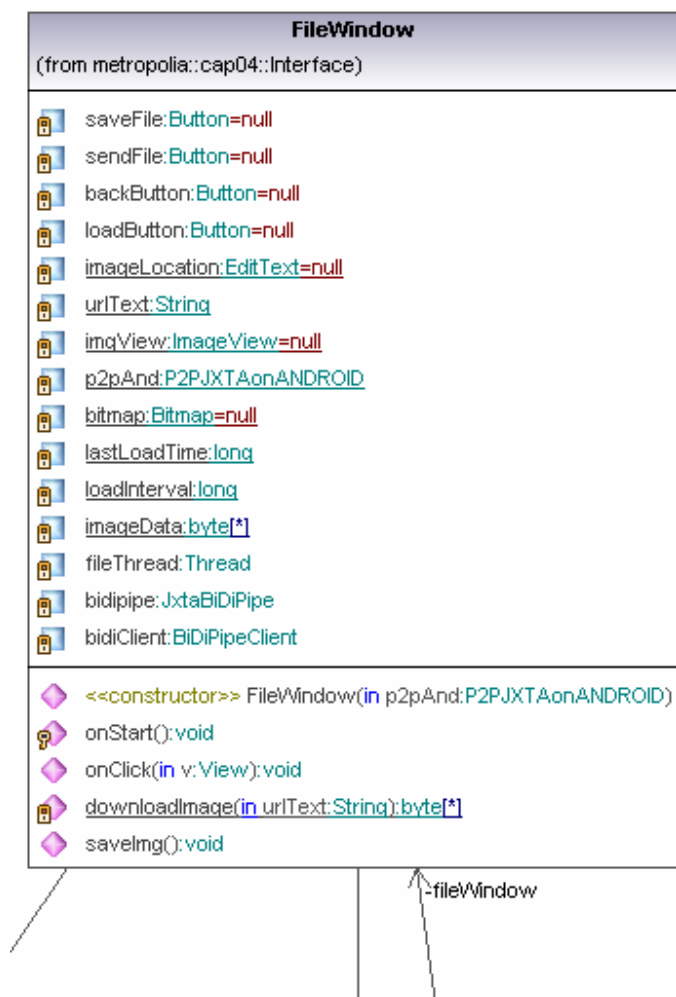 FileWindow
(from metropolia::cap04::Interface)
saveFile:Button=null
sendFile:Button=null
backButton:Button=null
loadButton:Button=null
imageLocation:EditText=null
urlText:String
imgView:ImageView=null
p2pAnd:P2PJXTAonANDROID
bitmap:Bitmap=null
lastLoadTime:long
loadInterval:long
imageData:byte[*]
fileThread:Thread
bidipipe:JxtaBiDiPipe
bidiClient:BiDiPipeClient
<<constructor>> FileWindow(in p2pAnd:P2PJXTAonANDROID)
onStart():void
onClick(in v:View):void
downloadImage(in urlText:String):byte[*]
saveImg():void
-fileWindow